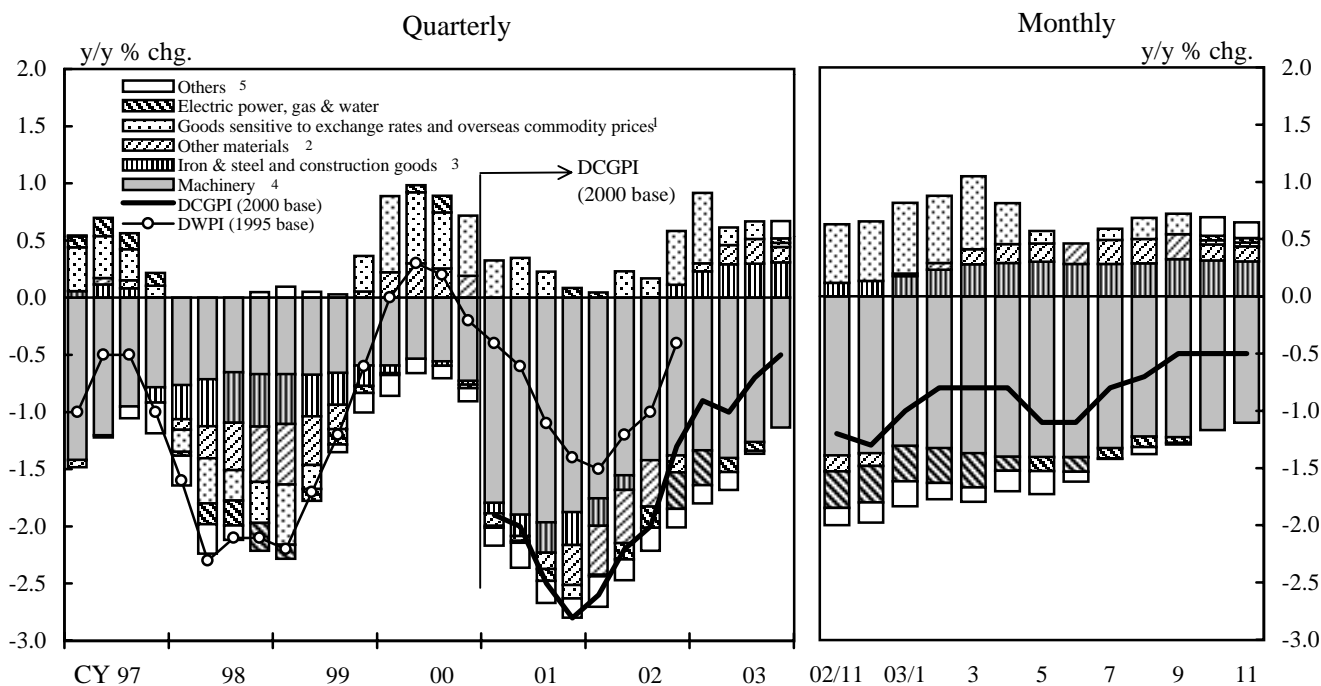 Quarterly
y/y % chg.
2.0
1.5
1.0
0.5
0.0
-0.5
-1.0
-1.5
-2.0
-2.5
-3.0
Others 5
Electric power, gas & water
Goods sensitive to exchange rates and overseas commodity prices1
Other materials 2
Iron & steel and construction goods 3
Machinery 4
DCGPI (2000 base)
DWPI (1995 base)
DCGPI
(2000 base)
CY 97 98 99 00 01 02 03
Monthly
y/y % chg.
2.0
1.5
1.0
0.5
0.0
-0.5
-1.0
-1.5
-2.0
-2.5
-3.0
02/11 03/1 3 5 7 9 11